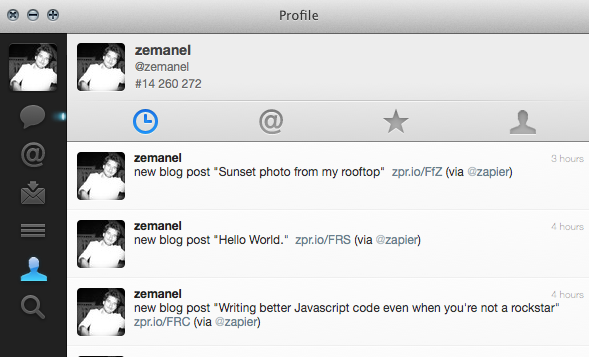 Profile
zemanel
@zemanel
#14 260 272
zemanel 3 hours
new blog post "Sunset photo from my rooftop" zpr.io/FfZ (via @zapier)
zemanel 4 hours
new blog post "Hello World." zpr.io/FRS (via @zapier)
zemanel 4 hours
new blog post "Writing better Javascript code even when you're not a rockstar"
zpr.io/FRC (via @zapier)